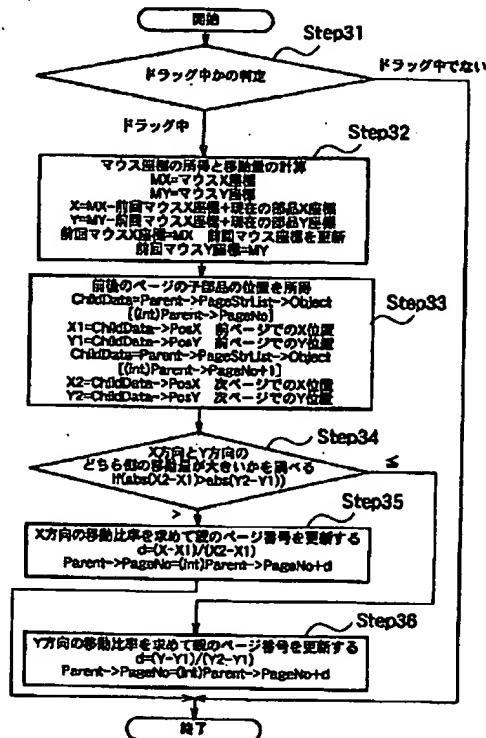 開始
Step31
ドラッグ中かの判定
ドラッグ中でない
ドラッグ中
Step32
マウス座標の所得と移動量の計算
MX=マウスX座標
MY=マウスY座標
X=MX-前回マウスX座標+現在の部品X座標
Y=MY-前回マウスX座標+現在の部品Y座標
前回マウスX座標=MX 前回マウス座標を更新
前回マウスY座標=MY
Step33
前後のページの子部品の位置を所得
ChildData=Parent->PageStrList->Object
[(int)Parent->PageNo]
X1=ChildData->PosX 前ページでのX位置
Y1=ChildData->PosY 前ページでのY位置
ChildData=Parent->PageStrList->Object
[(int)Parent->PageNo+1]
X2=ChildData->PosX 次ページでのX位置
Y2=ChildData->PosY 次ページでのY位置
Step34
X方向とY方向の
どちら側の移動量が大きいかを調べる
if(abs(X2-X1)>abs(Y2-Y1))
≦
>
Step35
X方向の移動比率を求めて親のページ番号を更新する
d=(X-X1)/(X2-X1)
Parent->PageNo=(int)Parent->PageNo+d
Step36
Y方向の移動比率を求めて親のページ番号を更新する
d=(Y-Y1)/(Y2-Y1)
Parent->PageNo=(int)Parent->PageNo+d
終了